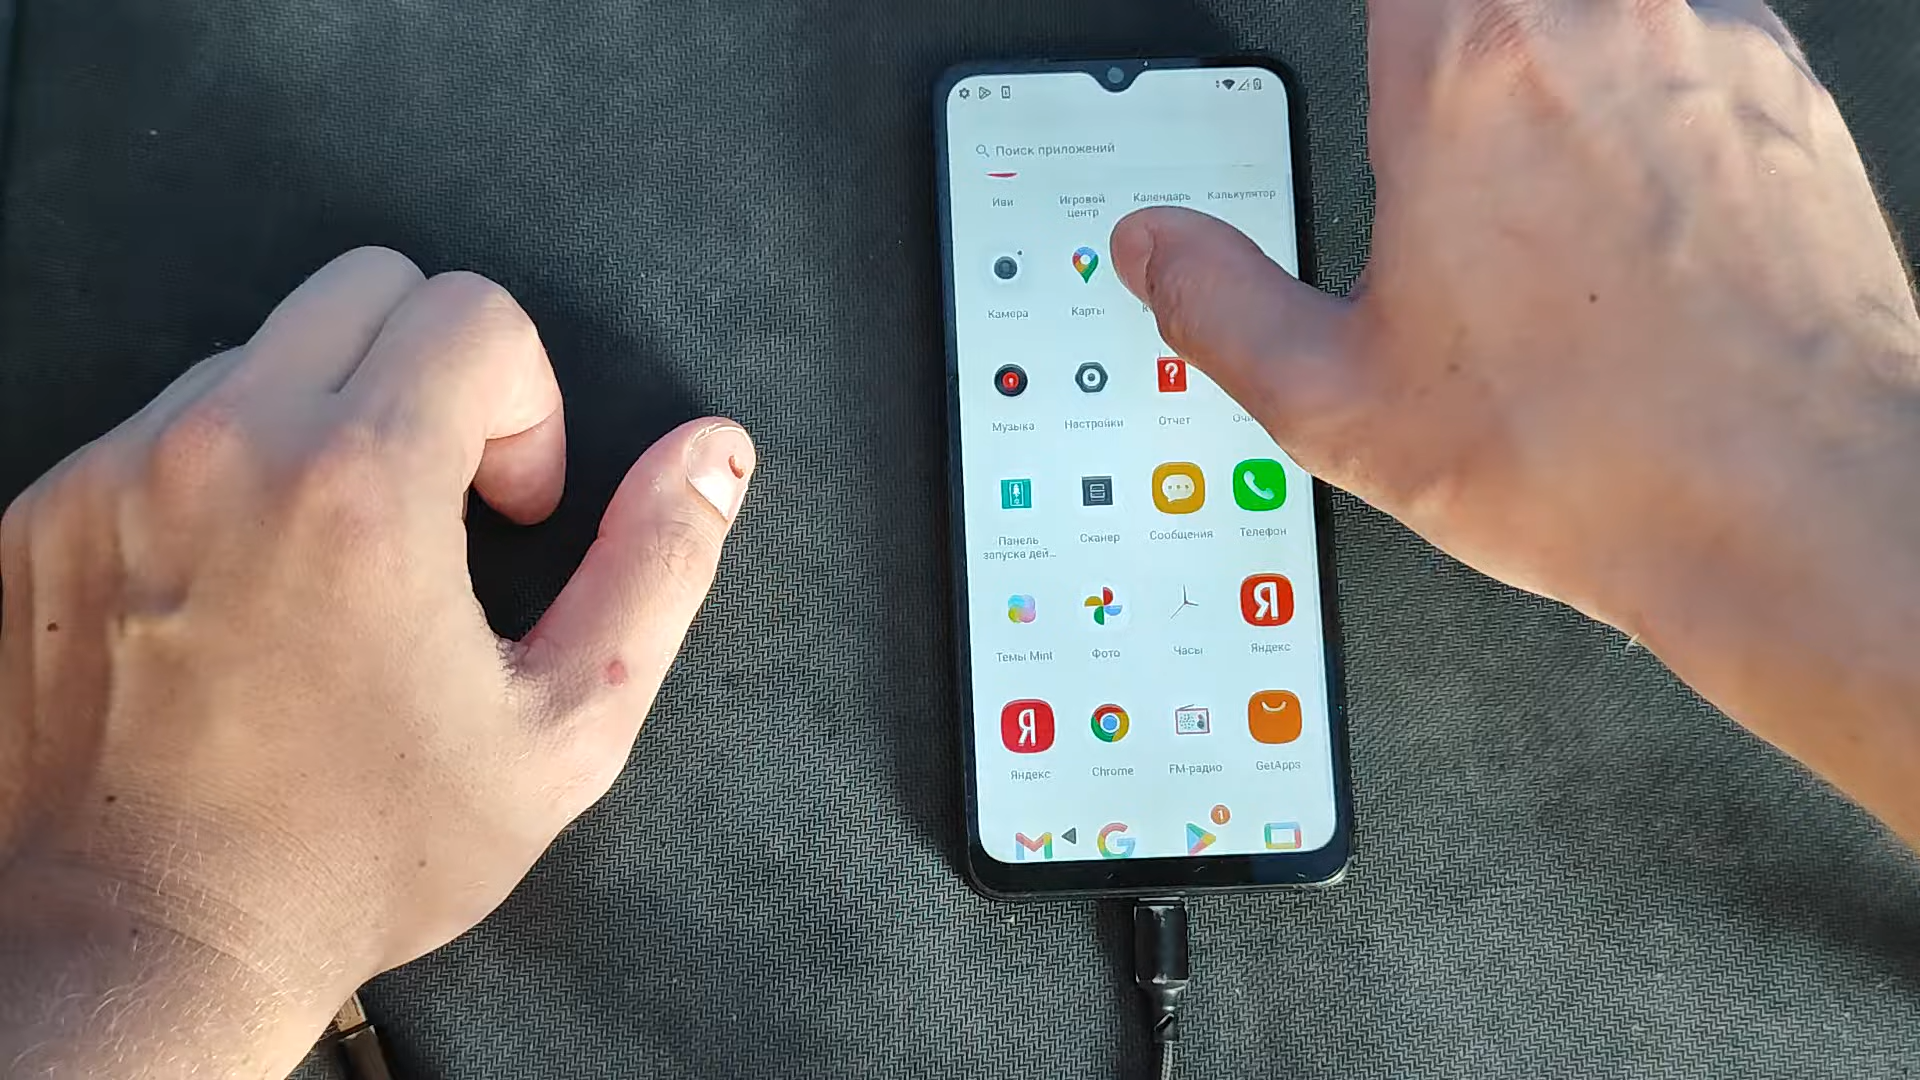 Поиск приложений
Иви
Игровой
центр
Календарь
Калькулятор
Камера
Карты
Музыка
Настройки
?
Отчет
Панель
запуска дей...
Сканер
Сообщения
Телефон
Темы Mint
Фото
Часы
Я
Яндекс
Я
Яндекс
Chrome
FM-радио
GetApps
1